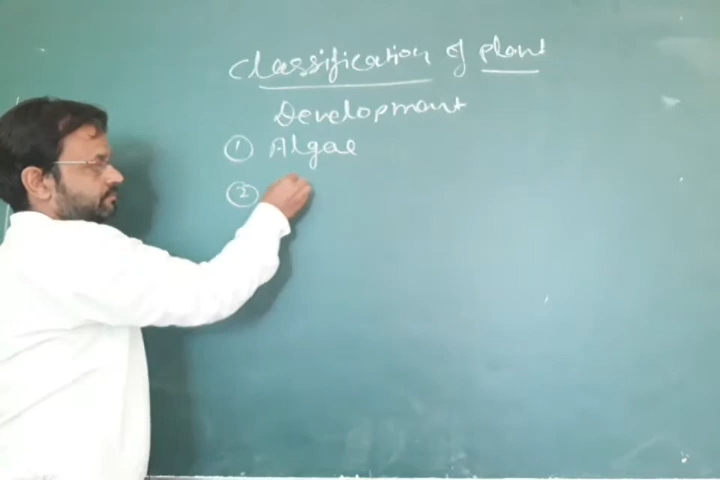 Classification of plant
Development
① Algae
②